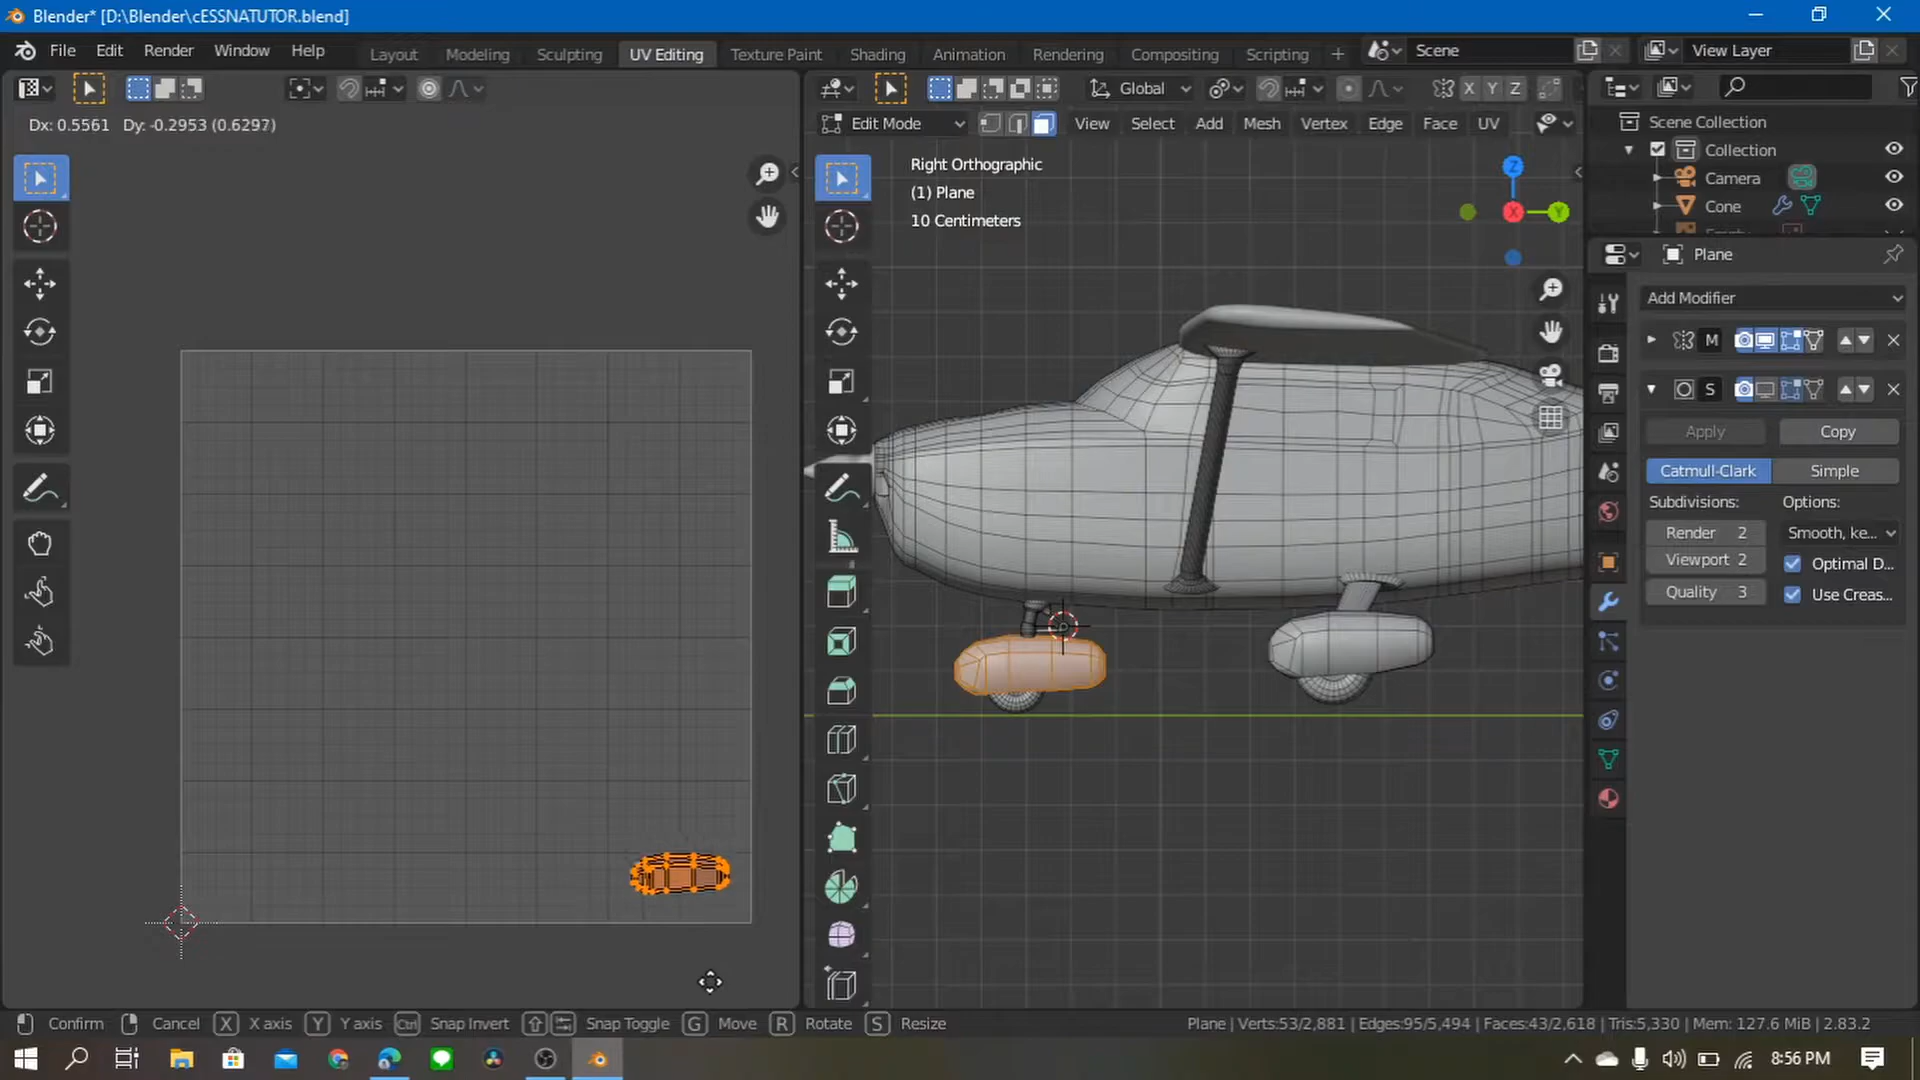 Blender* [D:\Blender\cESSNATUTOR.blend]
File Edit Render Window Help Layout Modeling Sculpting UV Editing Texture Paint Shading Animation Rendering Compositing Scripting + Scene View Layer
Global X Y Z
Dx: 0.5561 Dy: -0.2953 (0.6297) Edit Mode View Select Add Mesh Vertex Edge Face UV Scene Collection
Collection
Camera
Cone
Right Orthographic
(1) Plane
10 Centimeters
Z
X
Y
Plane
Add Modifier
M
S
Apply Copy
Catmull-Clark Simple
Subdivisions: Options:
Render 2 Smooth, ke...
Viewport 2 Optimal D...
Quality 3 Use Creas...
Confirm Cancel X X axis Y Y axis Ctrl Snap Invert Snap Toggle G Move R Rotate S Resize Plane | Verts:53/2,881 | Edges:95/5,494 | Faces:43/2,618 | Tris:5,330 | Mem: 127.6 MiB | 2.83.2
8:56 PM